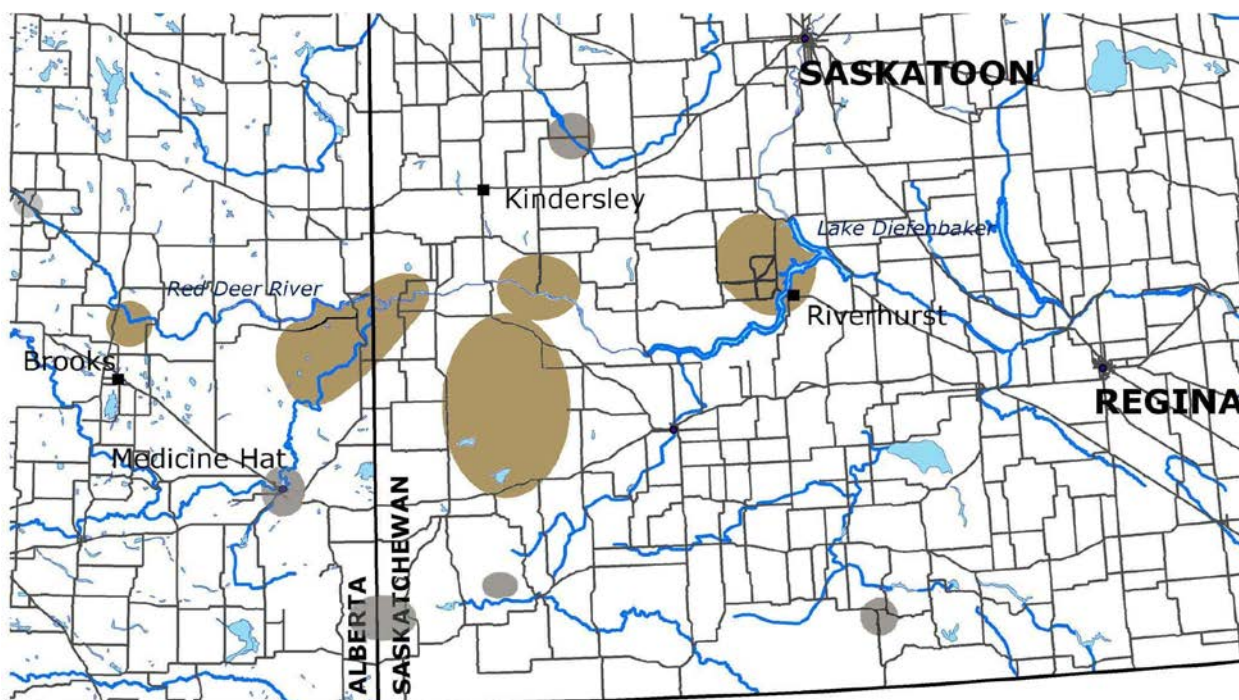 SASKATOON
Kindersley
Lake Diefenbaker
Red Deer River
Riverhurst
Brooks
REGINA
Medicine Hat
ALBERTA
SASKATCHEWAN